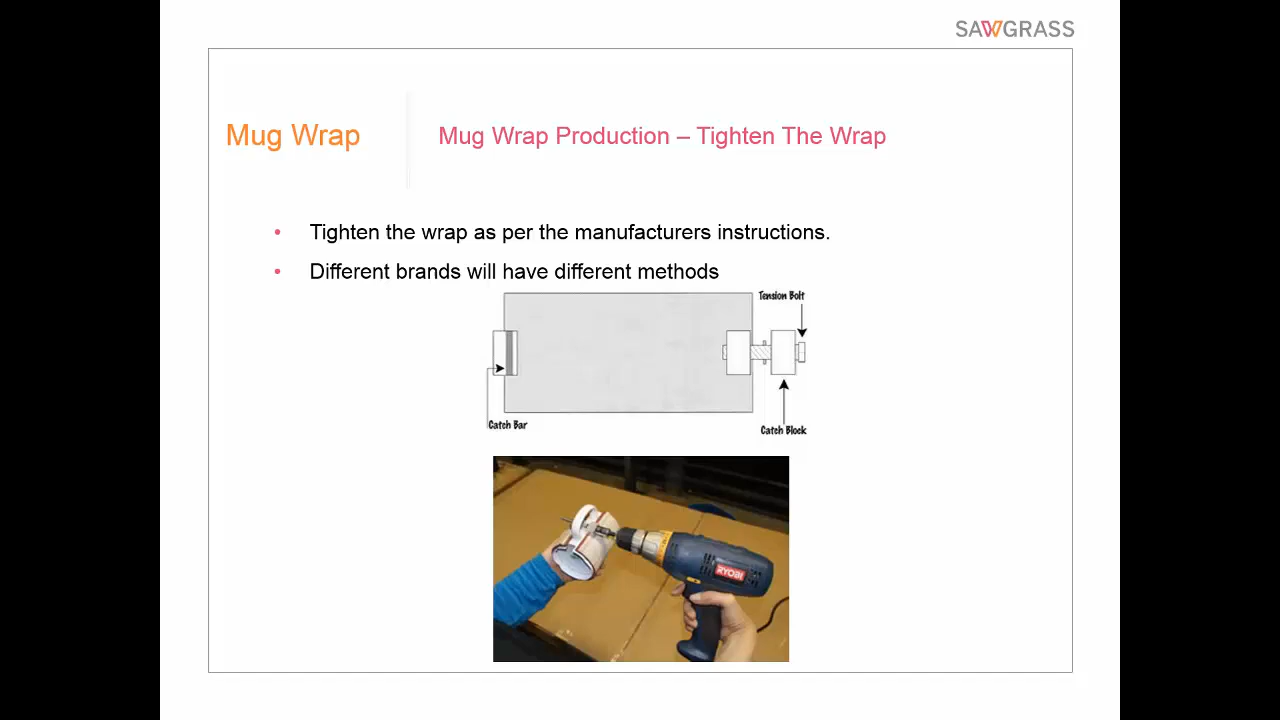 SAWGRASS
Mug Wrap
Mug Wrap Production – Tighten The Wrap
• Tighten the wrap as per the manufacturers instructions.
• Different brands will have different methods
Tension Bolt
Catch Bar
Catch Block
RYOBI